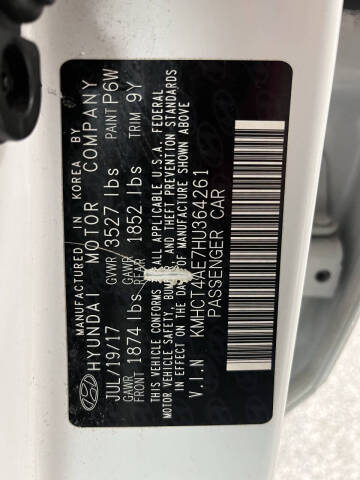 MANUFACTURED IN KOREA BY
HYUNDAI MOTOR COMPANY
JUL/19/17 GVWR 3527 lbs PAINT P6W
GAWR FRONT 1874 lbs GAWR REAR 1852 lbs TRIM 9Y
THIS VEHICLE CONFORMS TO ALL APPLICABLE U.S.A. FEDERAL
MOTOR VEHICLE SAFETY, BUMPER AND THEFT PREVENTION STANDARDS
IN EFFECT ON THE DATE OF MANUFACTURE SHOWN ABOVE
V.I.N KMHCT4AE7HU364261
PASSENGER CAR